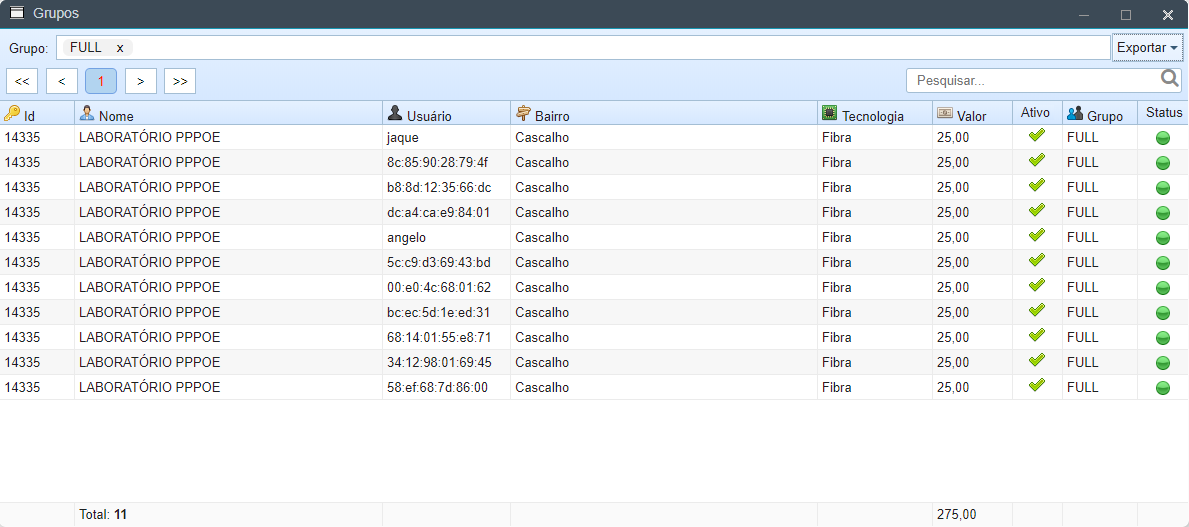 Grupos
Grupo: FULL x Exportar
<< < 1 > >> Pesquisar...
Id Nome Usuário Bairro Tecnologia Valor Ativo Grupo Status
14335 LABORATÓRIO PPPOE jaque Cascalho Fibra 25,00 FULL
14335 LABORATÓRIO PPPOE 8c:85:90:28:79:4f Cascalho Fibra 25,00 FULL
14335 LABORATÓRIO PPPOE b8:8d:12:35:66:dc Cascalho Fibra 25,00 FULL
14335 LABORATÓRIO PPPOE dc:a4:ca:e9:84:01 Cascalho Fibra 25,00 FULL
14335 LABORATÓRIO PPPOE angelo Cascalho Fibra 25,00 FULL
14335 LABORATÓRIO PPPOE 5c:c9:d3:69:43:bd Cascalho Fibra 25,00 FULL
14335 LABORATÓRIO PPPOE 00:e0:4c:68:01:62 Cascalho Fibra 25,00 FULL
14335 LABORATÓRIO PPPOE bc:ec:5d:1e:ed:31 Cascalho Fibra 25,00 FULL
14335 LABORATÓRIO PPPOE 68:14:01:55:e8:71 Cascalho Fibra 25,00 FULL
14335 LABORATÓRIO PPPOE 34:12:98:01:69:45 Cascalho Fibra 25,00 FULL
14335 LABORATÓRIO PPPOE 58:ef:68:7d:86:00 Cascalho Fibra 25,00 FULL
Total: 11 275,00